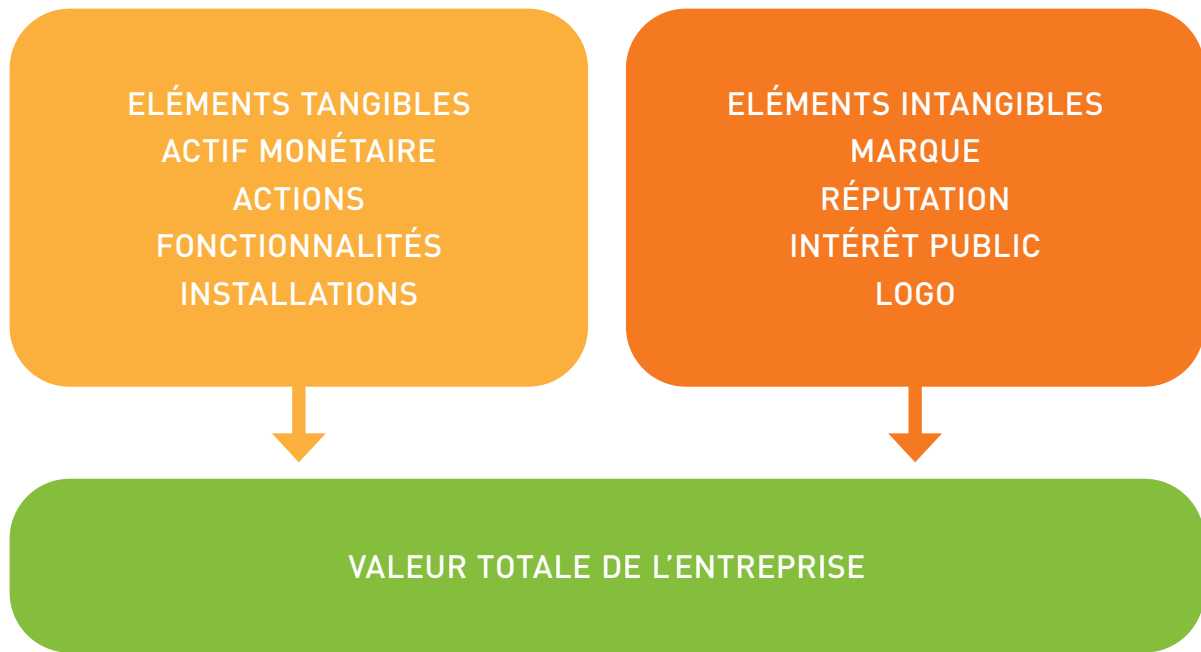 ELÉMENTS TANGIBLES
ACTIF MONÉTAIRE
ACTIONS
FONCTIONNALITÉS
INSTALLATIONS
ELÉMENTS INTANGIBLES
MARQUE
RÉPUTATION
INTÉRÊT PUBLIC
LOGO
VALEUR TOTALE DE L’ENTREPRISE